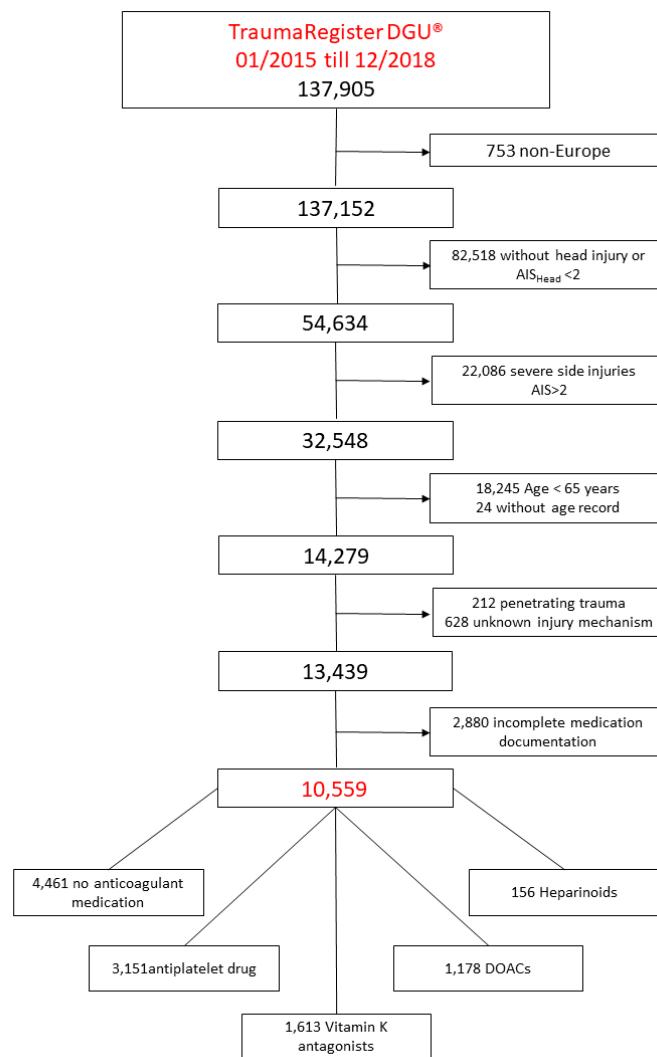 TraumaRegister DGU®
01/2015 till 12/2018
137,905
753 non-Europe
137,152
82,518 without head injury or
AISHead <2
54,634
22,086 severe side injuries
AIS>2
32,548
18,245 Age < 65 years
24 without age record
14,279
212 penetrating trauma
628 unknown injury mechanism
13,439
2,880 incomplete medication
documentation
10,559
4,461 no anticoagulant
medication
156 Heparinoids
3,151antiplatelet drug
1,178 DOACs
1,613 Vitamin K
antagonists